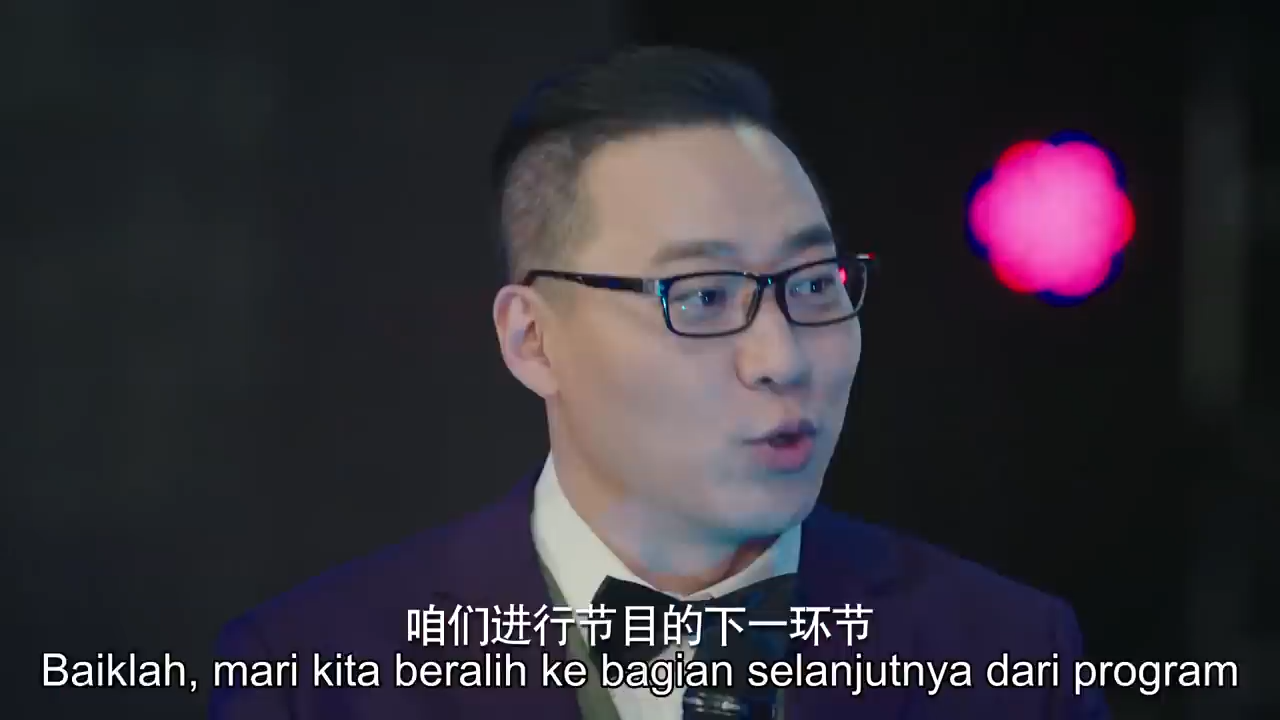 咱们进行节目的下一环节
Baiklah, mari kita beralih ke bagian selanjutnya dari program